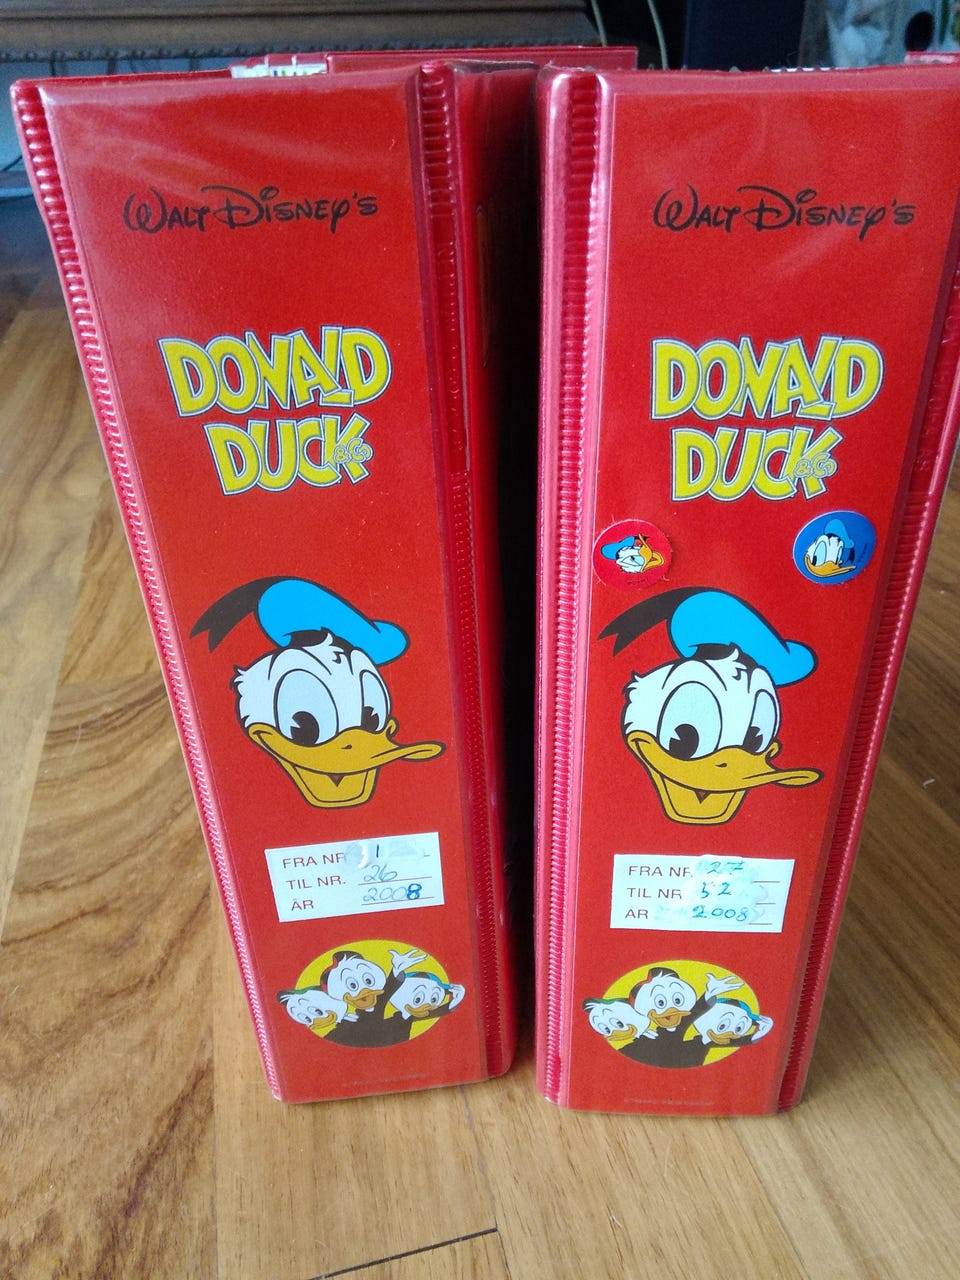 WALT DISNEY'S
DONALD
DUCK
&CO
FRA NR. 1
TIL NR. 26
ÅR 2008
WALT DISNEY'S
DONALD
DUCK
&CO
FRA NR. 27
TIL NR 52
ÅR 2008